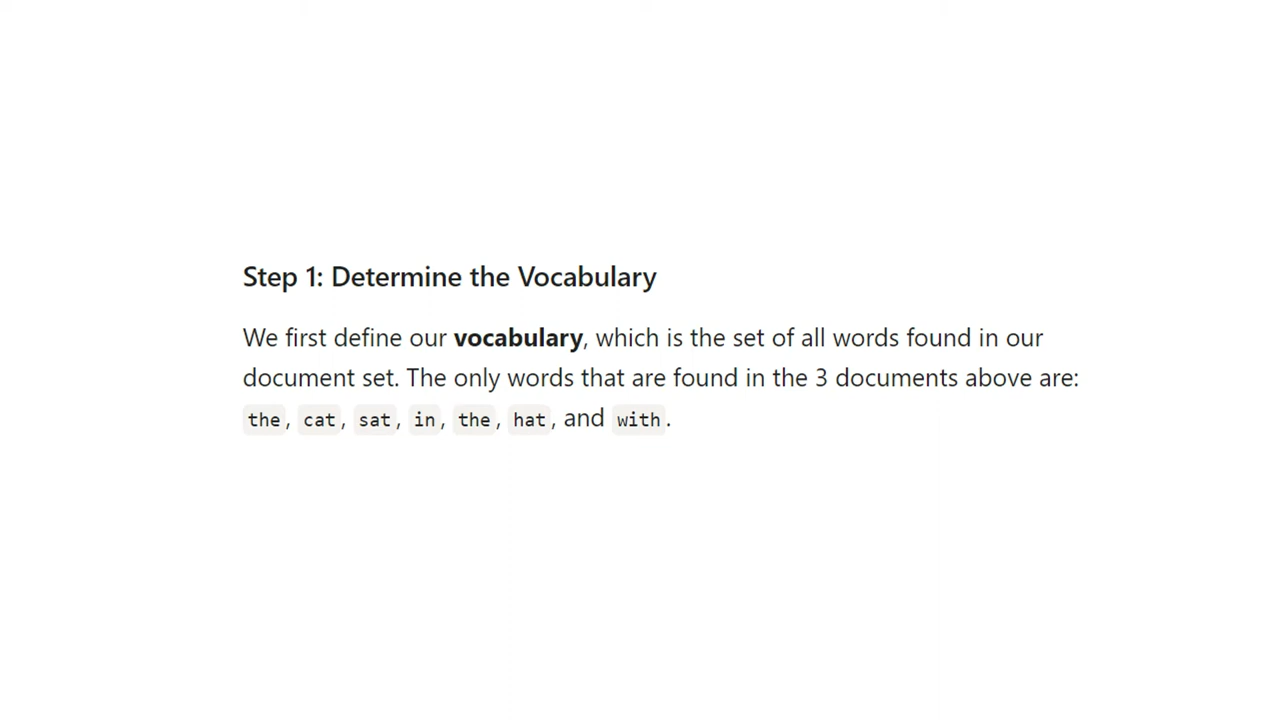 Step 1: Determine the Vocabulary
We first define our vocabulary, which is the set of all words found in our
document set. The only words that are found in the 3 documents above are:
the, cat, sat, in, the, hat, and with.